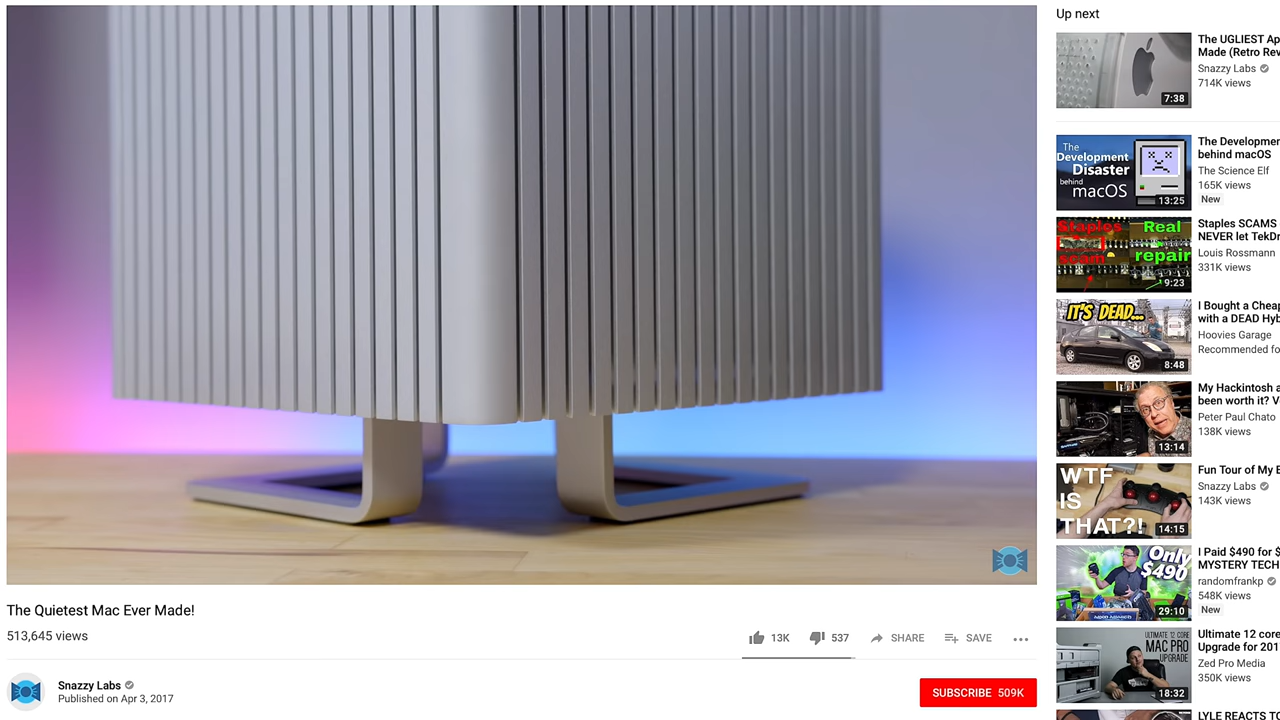 The Quietest Mac Ever Made!
513,645 views
13K
537
SHARE
SAVE
Snazzy Labs
Published on Apr 3, 2017
SUBSCRIBE 509K
Up next
The UGLIEST Ap
Made (Retro Rev
Snazzy Labs
714K views
7:38
The
Development
Disaster
behind
macOS
13:25
The Developmen
behind macOS
The Science Elf
165K views
New
Staples
scam
Real
repair
9:23
Staples SCAMS
NEVER let TekDr
Louis Rossmann
331K views
IT'S DEAD...
8:48
I Bought a Cheap
with a DEAD Hyb
Hoovies Garage
Recommended fo
13:14
My Hackintosh a
been worth it? V
Peter Paul Chato
138K views
WTF
IS
THAT?!
14:15
Fun Tour of My E
Snazzy Labs
143K views
Only
$490
29:10
I Paid $490 for $
MYSTERY TECH
randomfrankp
548K views
New
ULTIMATE 12 CORE
MAC PRO
UPGRADE
18:32
Ultimate 12 core
Upgrade for 201
Zed Pro Media
350K views
LYLE REACTS TO